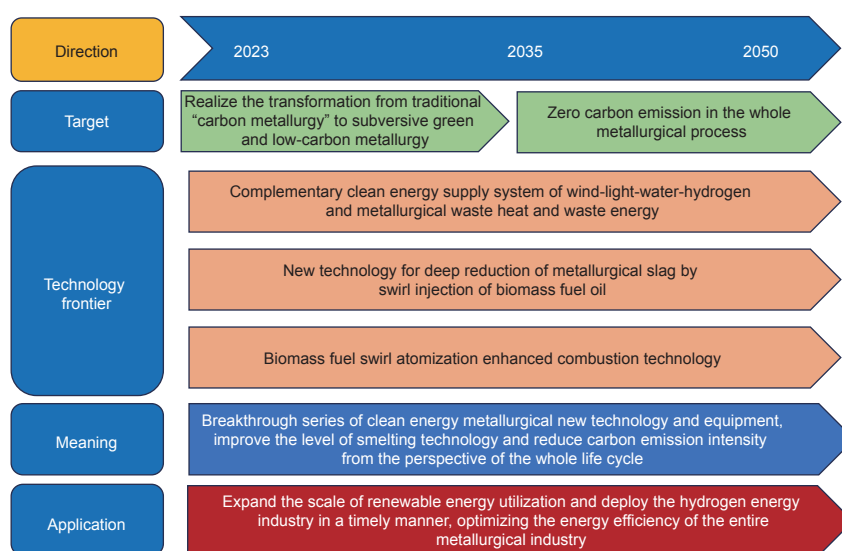 Direction
2023
2035
2050
Target
Realize the transformation from traditional
“carbon metallurgy” to subversive green
and low-carbon metallurgy
Zero carbon emission in the whole
metallurgical process
Technology
frontier
Complementary clean energy supply system of wind-light-water-hydrogen
and metallurgical waste heat and waste energy
New technology for deep reduction of metallurgical slag by
swirl injection of biomass fuel oil
Biomass fuel swirl atomization enhanced combustion technology
Meaning
Breakthrough series of clean energy metallurgical new technology and equipment,
improve the level of smelting technology and reduce carbon emission intensity
from the perspective of the whole life cycle
Application
Expand the scale of renewable energy utilization and deploy the hydrogen energy
industry in a timely manner, optimizing the energy efficiency of the entire
metallurgical industry